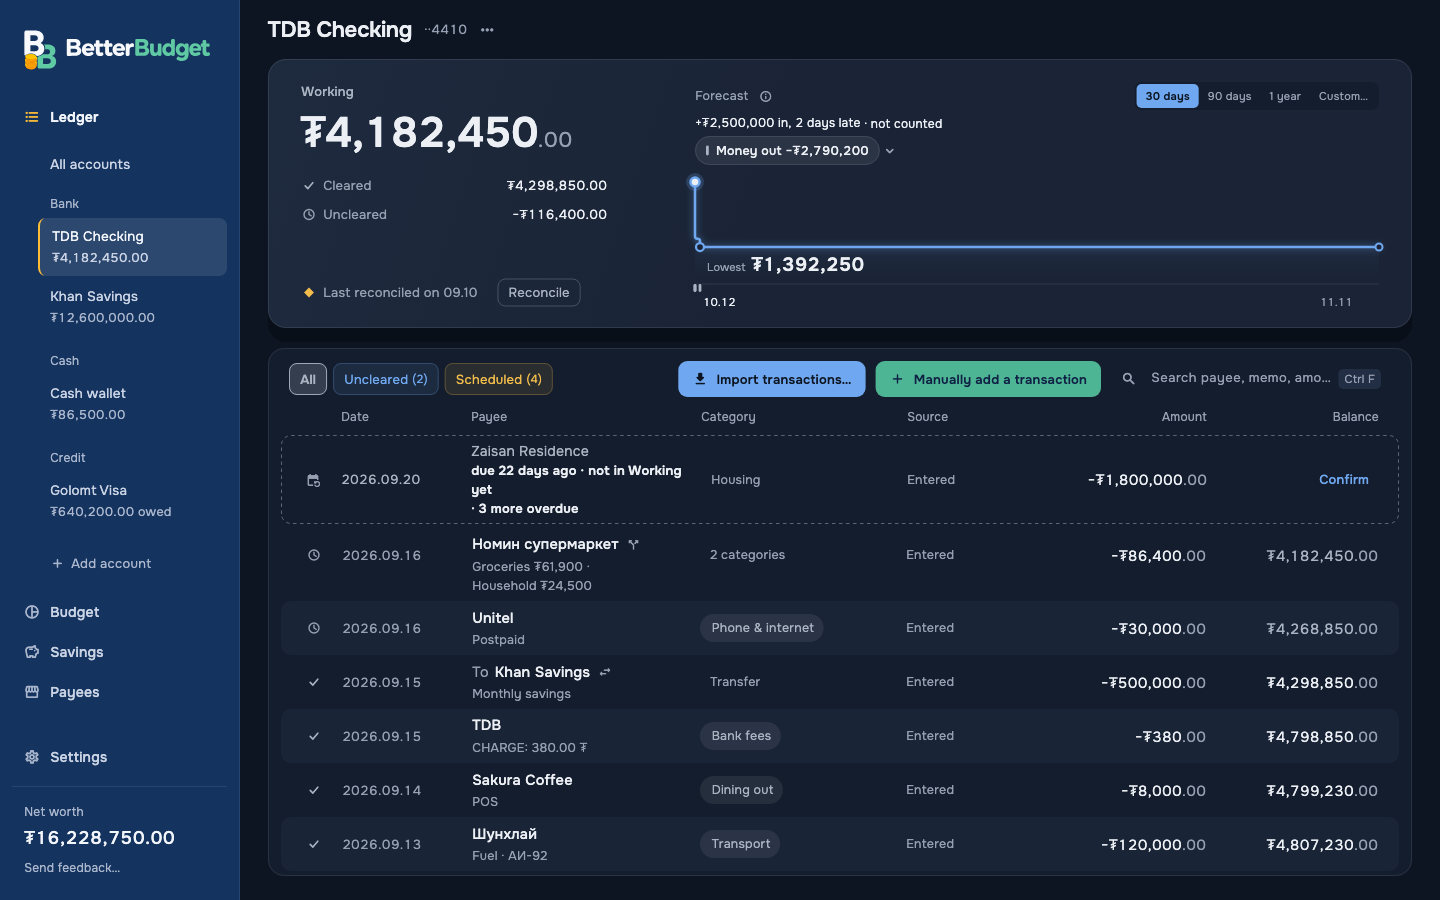 BetterBudget
Ledger
All accounts
Bank
TDB Checking
₮4,182,450.00
Khan Savings
₮12,600,000.00
Cash
Cash wallet
₮86,500.00
Credit
Golomt Visa
₮640,200.00 owed
+ Add account
Budget
Savings
Payees
Settings
Net worth
₮16,228,750.00
Send feedback...
TDB Checking ··4410 ···
Working
₮4,182,450.00
Cleared ₮4,298,850.00
Uncleared −₮116,400.00
Last reconciled on 09.10 Reconcile
Forecast
30 days 90 days 1 year Custom...
+₮2,500,000 in, 2 days late · not counted
Money out −₮2,790,200
Lowest ₮1,392,250
10.12 11.11
All Uncleared (2) Scheduled (4) Import transactions... + Manually add a transaction Search payee, memo, amo... Ctrl F
Date Payee Category Source Amount Balance
2026.09.20 Zaisan Residence Housing Entered −₮1,800,000.00 Confirm
due 22 days ago · not in Working
yet
· 3 more overdue
2026.09.16 Номин супермаркет 2 categories Entered −₮86,400.00 ₮4,182,450.00
Groceries ₮61,900 ·
Household ₮24,500
2026.09.16 Unitel Phone & internet Entered −₮30,000.00 ₮4,268,850.00
Postpaid
2026.09.15 To Khan Savings Transfer Entered −₮500,000.00 ₮4,298,850.00
Monthly savings
2026.09.15 TDB Bank fees Entered −₮380.00 ₮4,798,850.00
CHARGE: 380.00 ₮
2026.09.14 Sakura Coffee Dining out Entered −₮8,000.00 ₮4,799,230.00
POS
2026.09.13 Шунхлай Transport Entered −₮120,000.00 ₮4,807,230.00
Fuel · АИ-92